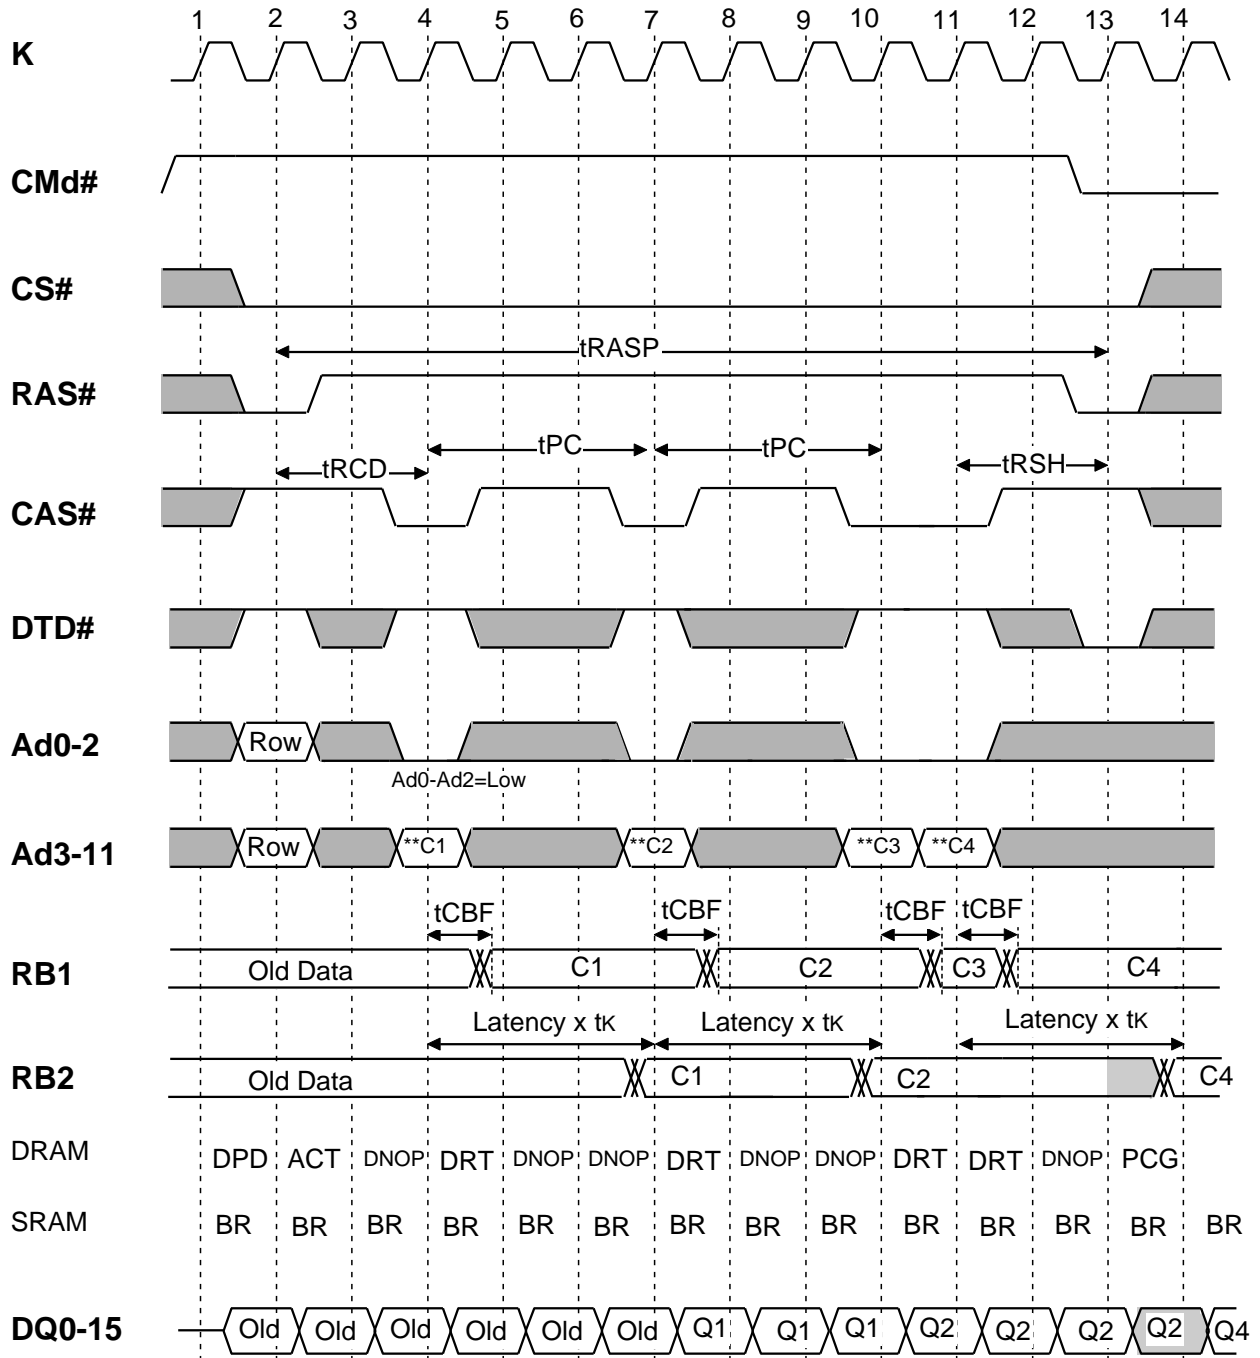 1 2 3 4 5 6 7 8 9 10 11 12 13 14
K
CMd#
CS#
tRASP
RAS#
tRCD tPC tPC tRSH
CAS#
DTD#
Ad0-2 Row
Ad0-Ad2=Low
Ad3-11 Row **C1 **C2 **C3 **C4
tCBF tCBF tCBF tCBF
RB1 Old Data C1 C2 C3 C4
Latency x tK Latency x tK Latency x tK
RB2 Old Data C1 C2 C4
DRAM DPD ACT DNOP DRT DNOP DNOP DRT DNOP DNOP DRT DRT DNOP PCG
SRAM BR BR BR BR BR BR BR BR BR BR BR BR BR BR
DQ0-15 Old Old Old Old Old Old Q1 Q1 Q1 Q2 Q2 Q2 Q2 Q4